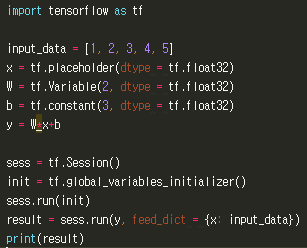 import tensorflow as tf
input_data = [1, 2, 3, 4, 5]
x = tf.placeholder(dtype = tf.float32)
W = tf.Variable(2, dtype = tf.float32)
b = tf.constant(3, dtype = tf.float32)
y = W*x+b
sess = tf.Session()
init = tf.global_variables_initializer()
sess.run(init)
result = sess.run(y, feed_dict = {x: input_data})
print(result)